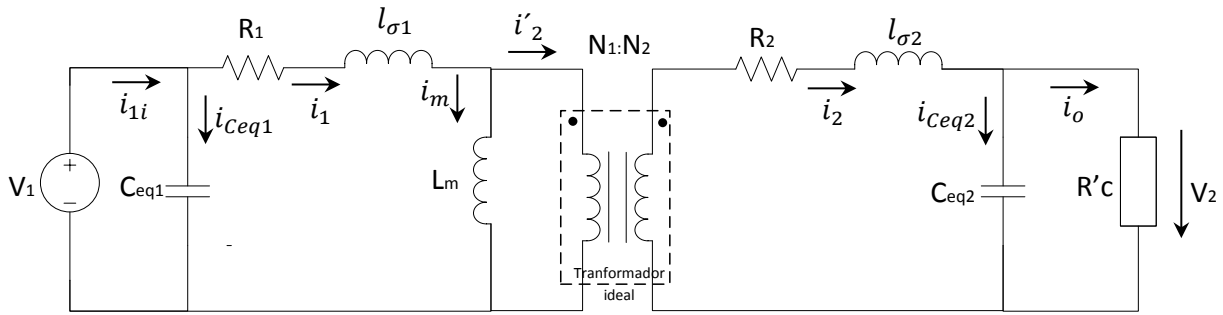 R1
lσ1
i´2
N1:N2
R2
lσ2
i1i
iCeq1
i1
im
i2
iCeq2
io
+
−
V1
Ceq1
Lm
Ceq2
R'c
V2
Tranformador
ideal